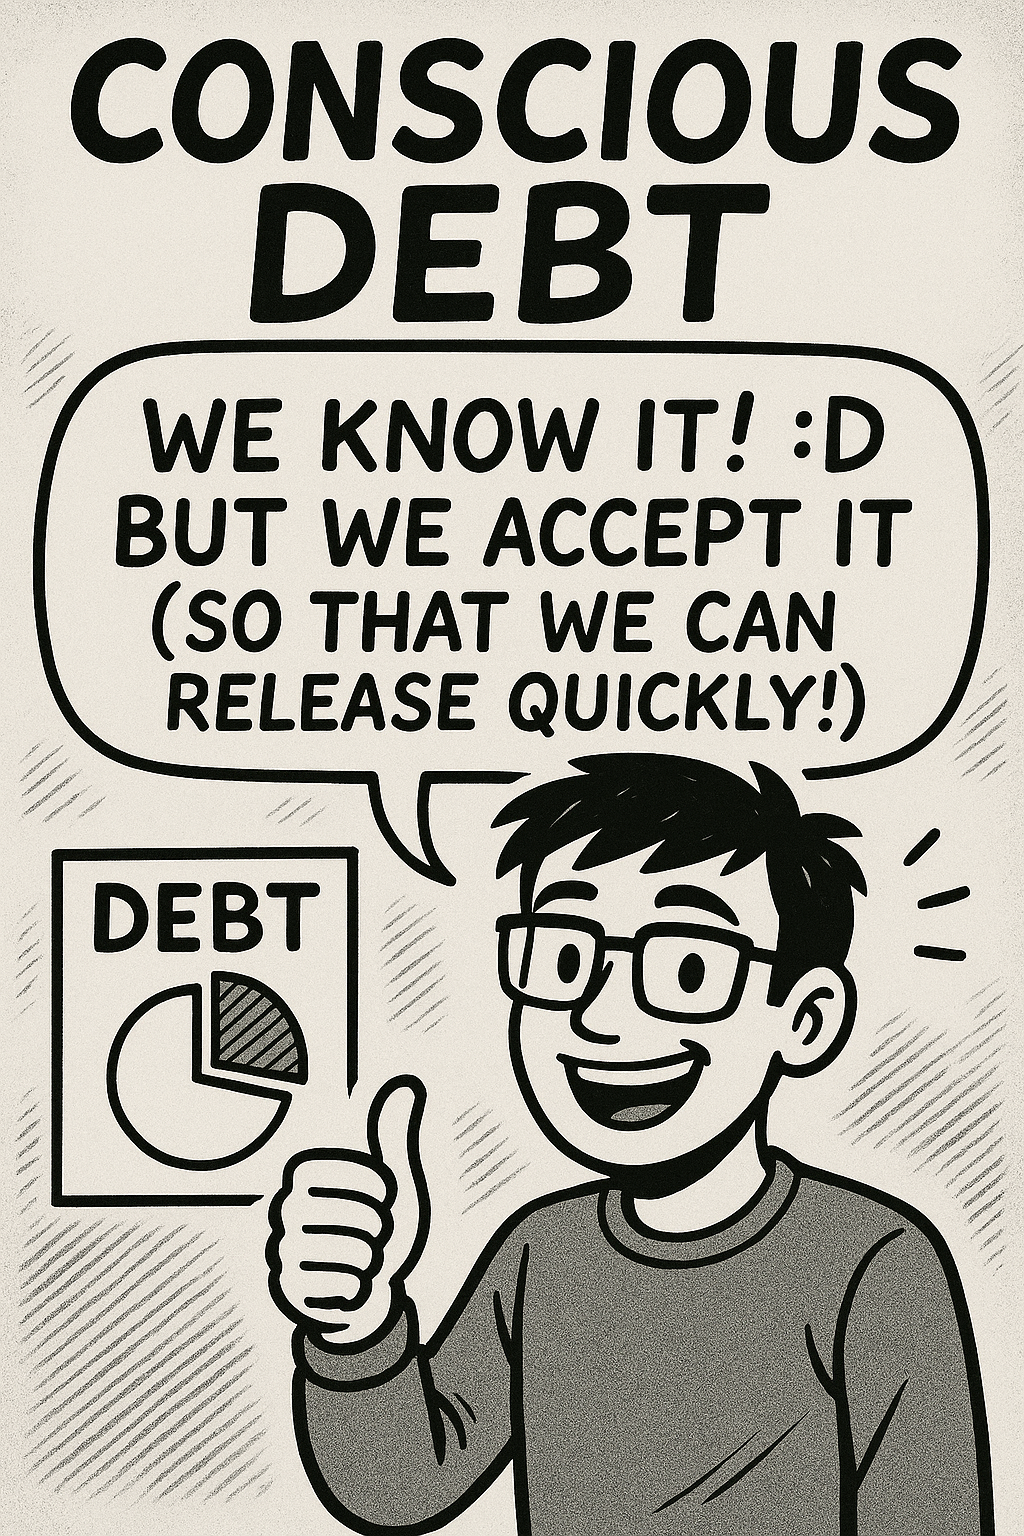 CONSCIOUS
DEBT
WE KNOW IT! :D
BUT WE ACCEPT IT
(SO THAT WE CAN
RELEASE QUICKLY!)
DEBT